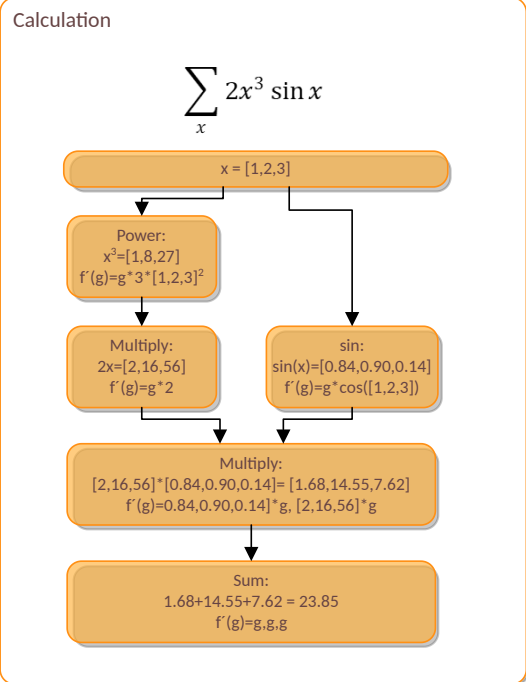 Calculation
∑ 2x³ sin x
x
x = [1,2,3]
Power:
x³=[1,8,27]
f´(g)=g*3*[1,2,3]²
Multiply:
2x=[2,16,56]
f´(g)=g*2
sin:
sin(x)=[0.84,0.90,0.14]
f´(g)=g*cos([1,2,3])
Multiply:
[2,16,56]*[0.84,0.90,0.14]= [1.68,14.55,7.62]
f´(g)=0.84,0.90,0.14]*g, [2,16,56]*g
Sum:
1.68+14.55+7.62 = 23.85
f´(g)=g,g,g